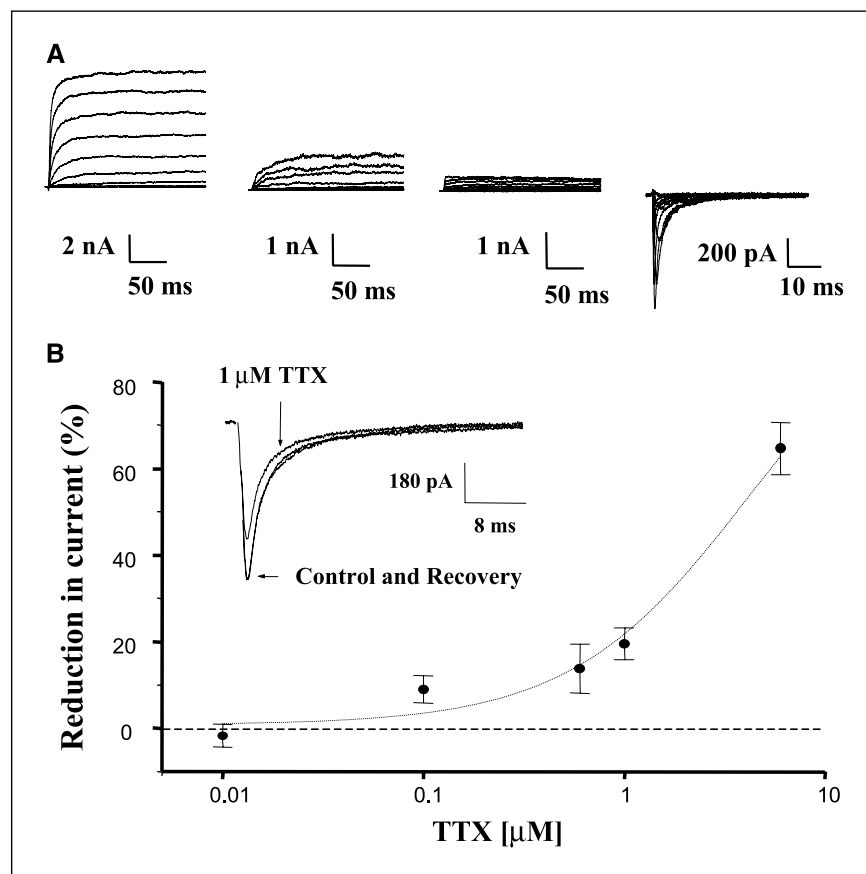 A
2 nA
50 ms
1 nA
50 ms
1 nA
50 ms
200 pA
10 ms
B
1 μM TTX
180 pA
8 ms
Control and Recovery
Reduction in current (%)
80
60
40
20
0
0.01
0.1
1
10
TTX [μM]